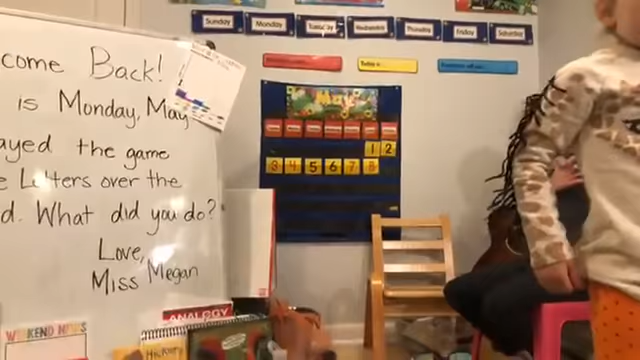 come Back!
is Monday, May
ayed the game
e Letters over the
d. What did you do?
Love,
Miss Megan
Sunday
Monday
Tuesday
Wednesday
Thursday
Friday
Saturday
May
1 2
3 4 5 6 7 8
ANALOGY
WEEKEND NEWS